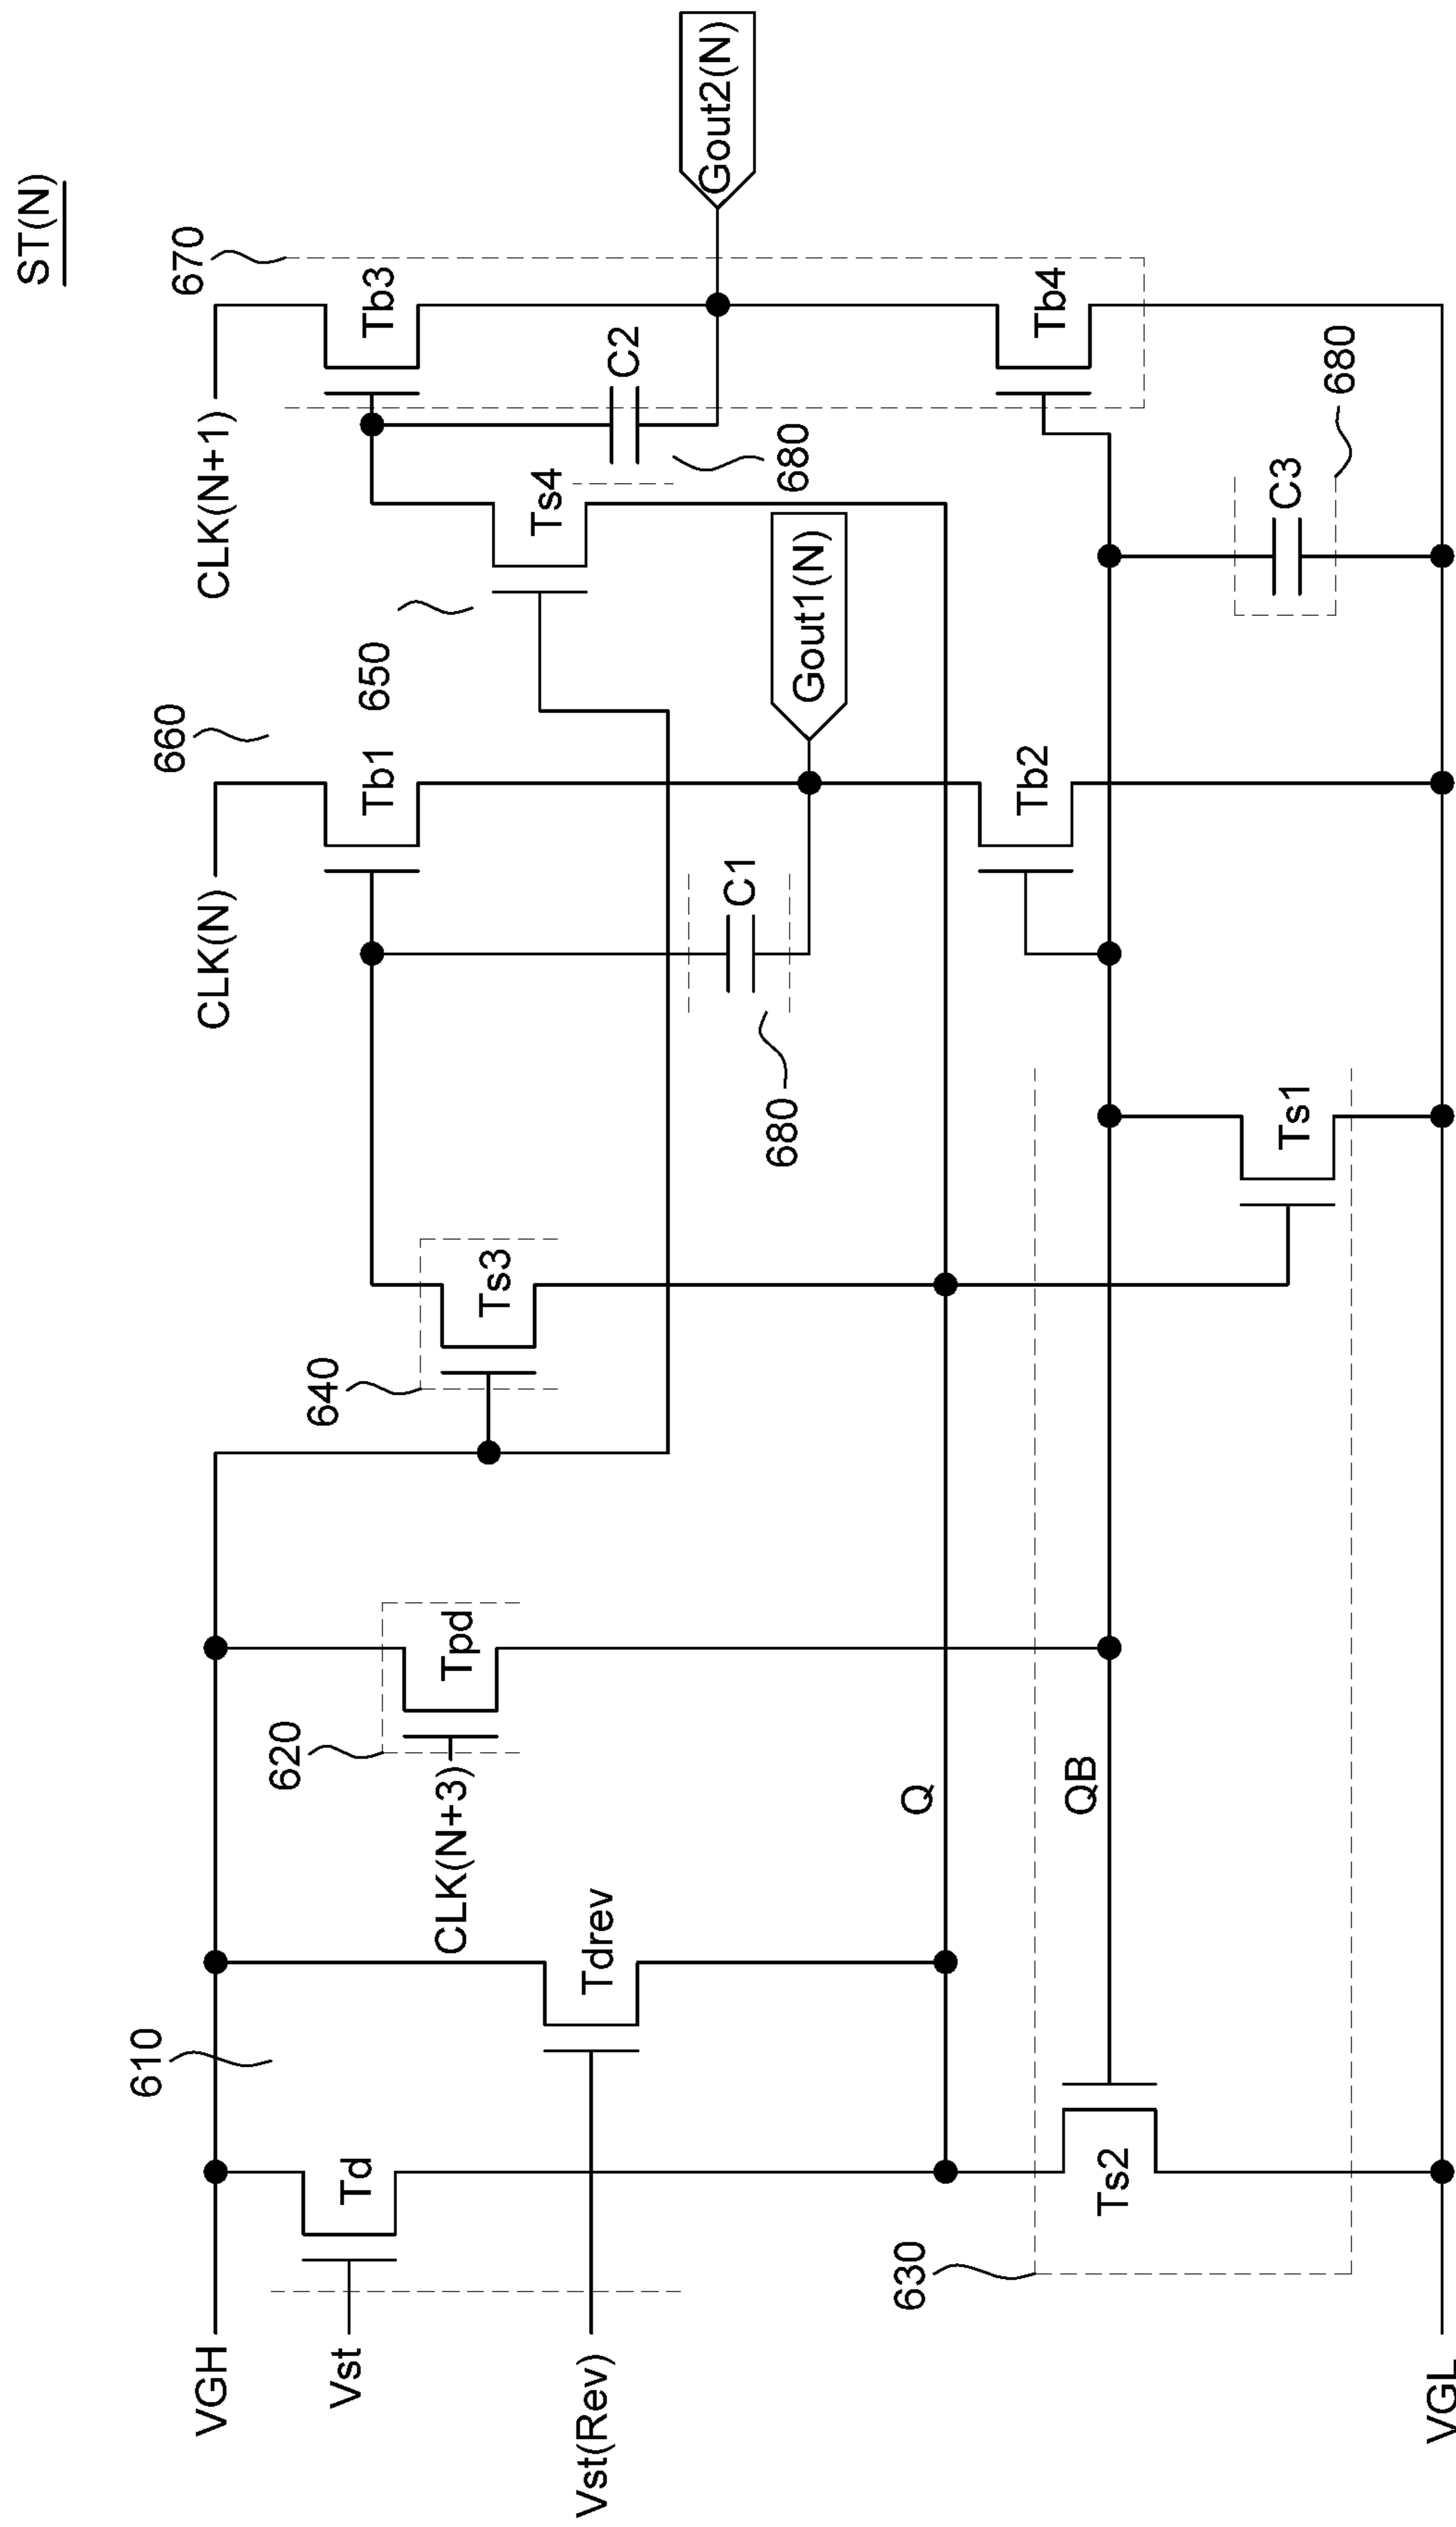 ST(N)
670
660
CLK(N+1)
Tb3
Gout2(N)
C2
Ts4
680
650
CLK(N)
Tb1
Gout1(N)
Tb4
C3
680
C1
680
Tb2
640
Ts3
Ts1
620
Tpd
CLK(N+3)
610
Tdrev
Q
QB
Td
Ts2
630
VGH
Vst
Vst(Rev)
VGL